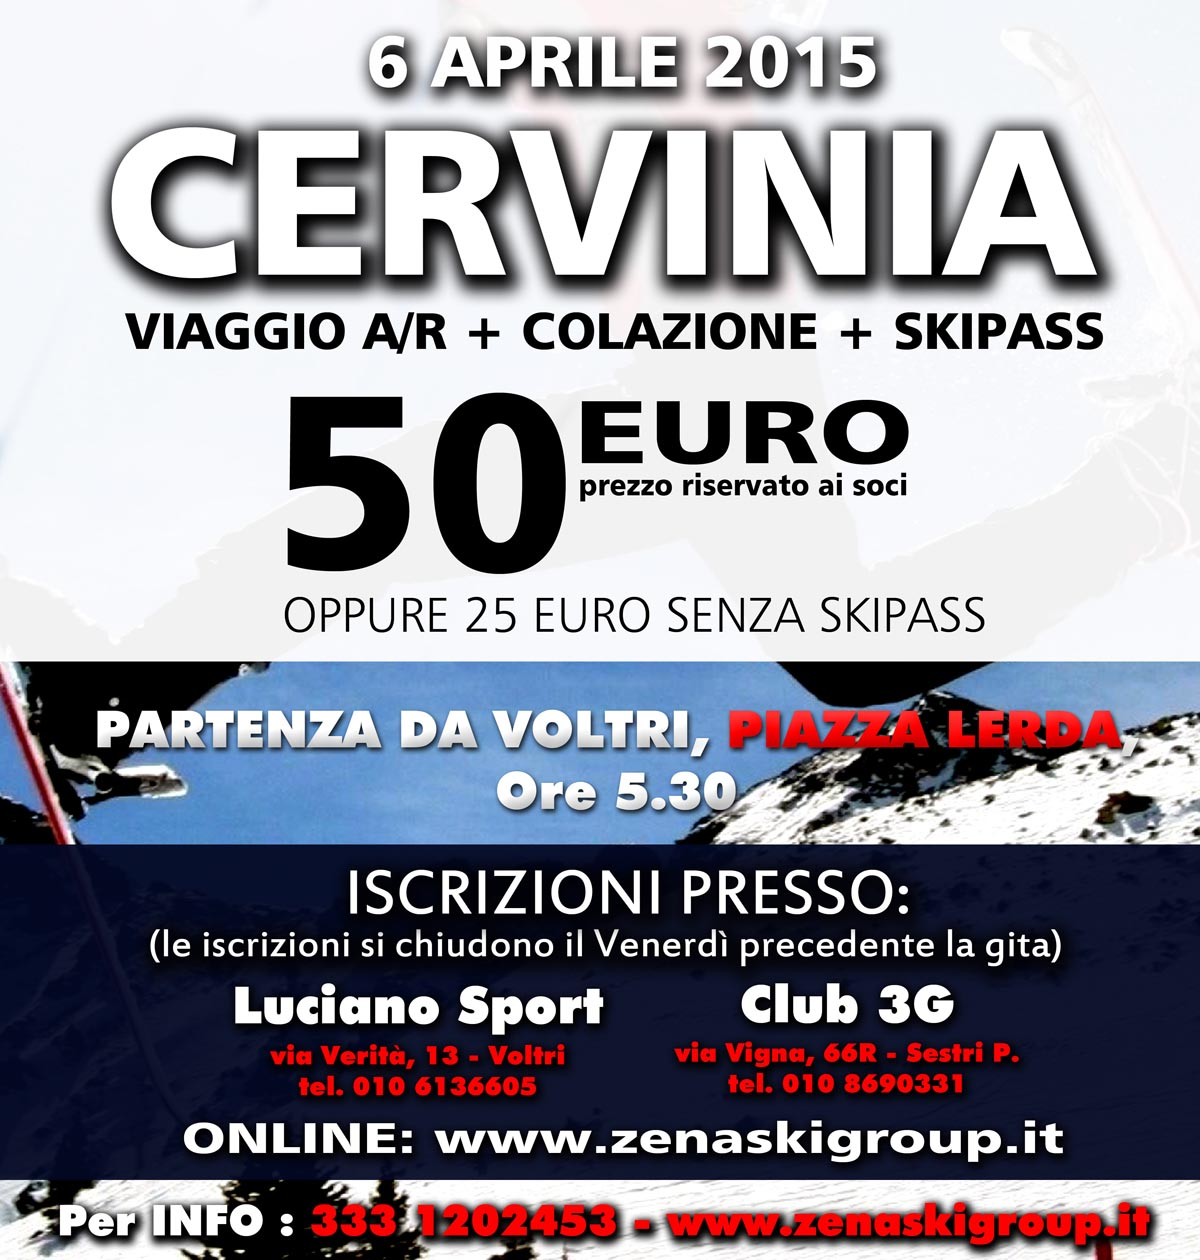 6 APRILE 2015
CERVINIA
VIAGGIO A/R + COLAZIONE + SKIPASS
50 EURO
prezzo riservato ai soci
OPPURE 25 EURO SENZA SKIPASS
PARTENZA DA VOLTRI, PIAZZA LERDA,
Ore 5.30
ISCRIZIONI PRESSO:
(le iscrizioni si chiudono il Venerdì precedente la gita)
Luciano Sport
via Verità, 13 - Voltri
tel. 010 6136605
Club 3G
via Vigna, 66R - Sestri P.
tel. 010 8690331
ONLINE: www.zenaskigroup.it
Per INFO : 333 1202453 - www.zenaskigroup.it